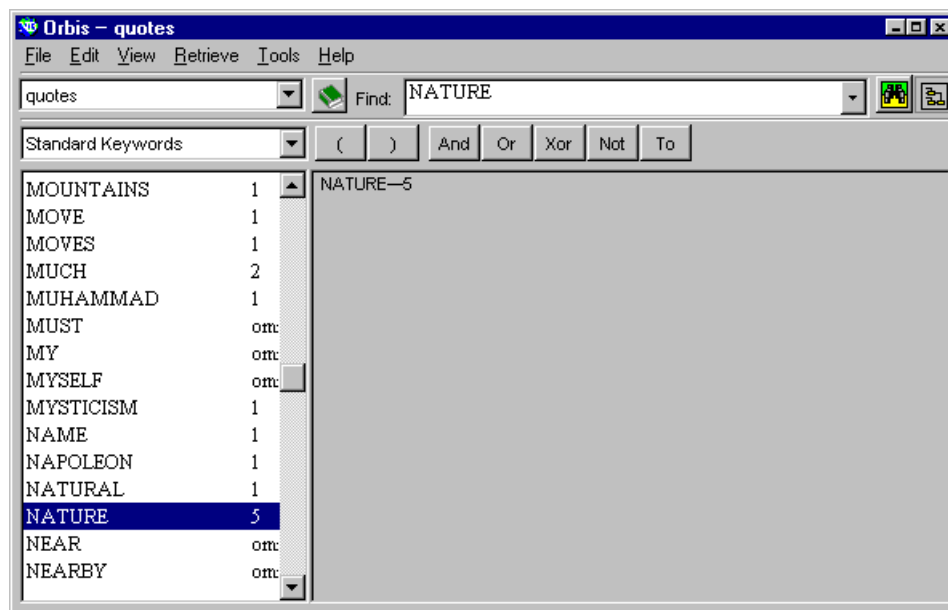 Orbis – quotes
File Edit View Retrieve Tools Help
quotes Find: NATURE
Standard Keywords ( ) And Or Xor Not To
MOUNTAINS 1
MOVE 1
MOVES 1
MUCH 2
MUHAMMAD 1
MUST om
MY om
MYSELF om
MYSTICISM 1
NAME 1
NAPOLEON 1
NATURAL 1
NATURE 5
NEAR om
NEARBY om
NATURE—5